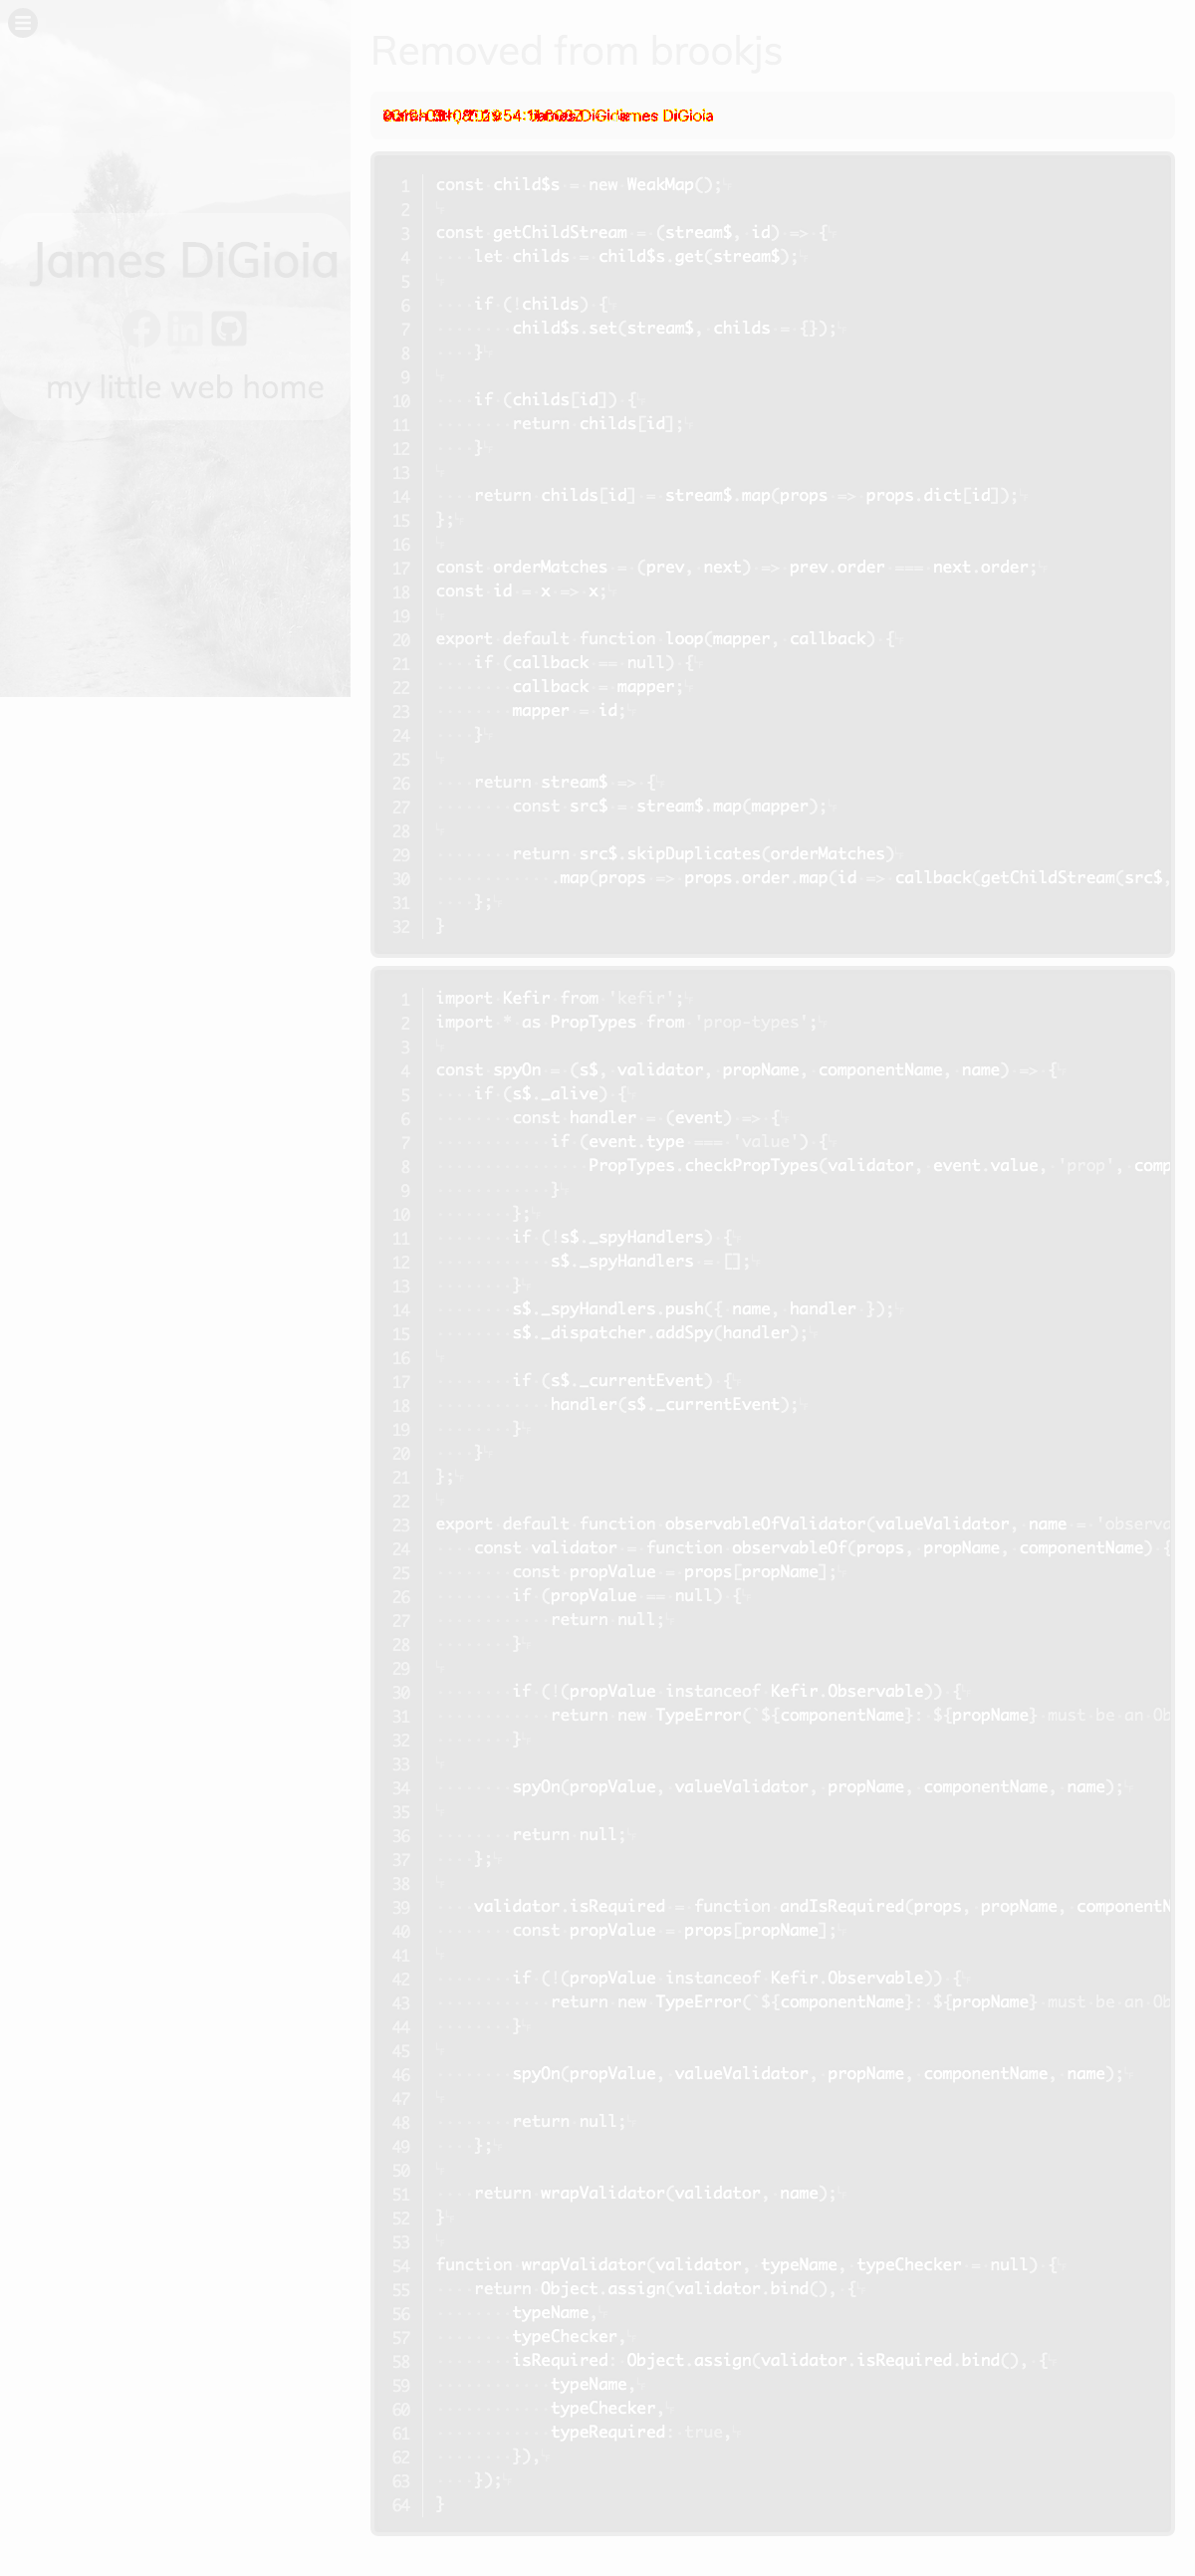 James DiGioia
my little web home
Removed from brookjs
James DiGioia
1 const child$s = new WeakMap();
2
3 const getChildStream = (stream$, id) => {
4 let childs = child$s.get(stream$);
5
6 if (!childs) {
7 child$s.set(stream$, childs = {});
8 }
9
10 if (childs[id]) {
11 return childs[id];
12 }
13
14 return childs[id] = stream$.map(props => props.dict[id]);
15 };
16
17 const orderMatches = (prev, next) => prev.order === next.order;
18 const id = x => x;
19
20 export default function loop(mapper, callback) {
21 if (callback == null) {
22 callback = mapper;
23 mapper = id;
24 }
25
26 return stream$ => {
27 const src$ = stream$.map(mapper);
28
29 return src$.skipDuplicates(orderMatches)
30 .map(props => props.order.map(id => callback(getChildStream(src$,
31 };
32 }
1 import Kefir from 'kefir';
2 import * as PropTypes from 'prop-types';
3
4 const spyOn = (s$, validator, propName, componentName, name) => {
5 if (s$._alive) {
6 const handler = (event) => {
7 if (event.type === 'value') {
8 PropTypes.checkPropTypes(validator, event.value, 'prop', comp
9 }
10 };
11 if (!s$._spyHandlers) {
12 s$._spyHandlers = [];
13 }
14 s$._spyHandlers.push({ name, handler });
15 s$._dispatcher.addSpy(handler);
16
17 if (s$._currentEvent) {
18 handler(s$._currentEvent);
19 }
20 }
21 };
22
23 export default function observableOfValidator(valueValidator, name = 'observa
24 const validator = function observableOf(props, propName, componentName) {
25 const propValue = props[propName];
26 if (propValue == null) {
27 return null;
28 }
29
30 if (!(propValue instanceof Kefir.Observable)) {
31 return new TypeError(`${componentName}: ${propName} must be an Ob
32 }
33
34 spyOn(propValue, valueValidator, propName, componentName, name);
35
36 return null;
37 };
38
39 validator.isRequired = function andIsRequired(props, propName, componentN
40 const propValue = props[propName];
41
42 if (!(propValue instanceof Kefir.Observable)) {
43 return new TypeError(`${componentName}: ${propName} must be an Ob
44 }
45
46 spyOn(propValue, valueValidator, propName, componentName, name);
47
48 return null;
49 };
50
51 return wrapValidator(validator, name);
52 }
53
54 function wrapValidator(validator, typeName, typeChecker = null) {
55 return Object.assign(validator.bind(), {
56 typeName,
57 typeChecker,
58 isRequired: Object.assign(validator.isRequired.bind(), {
59 typeName,
60 typeChecker,
61 typeRequired: true,
62 }),
63 });
64 }